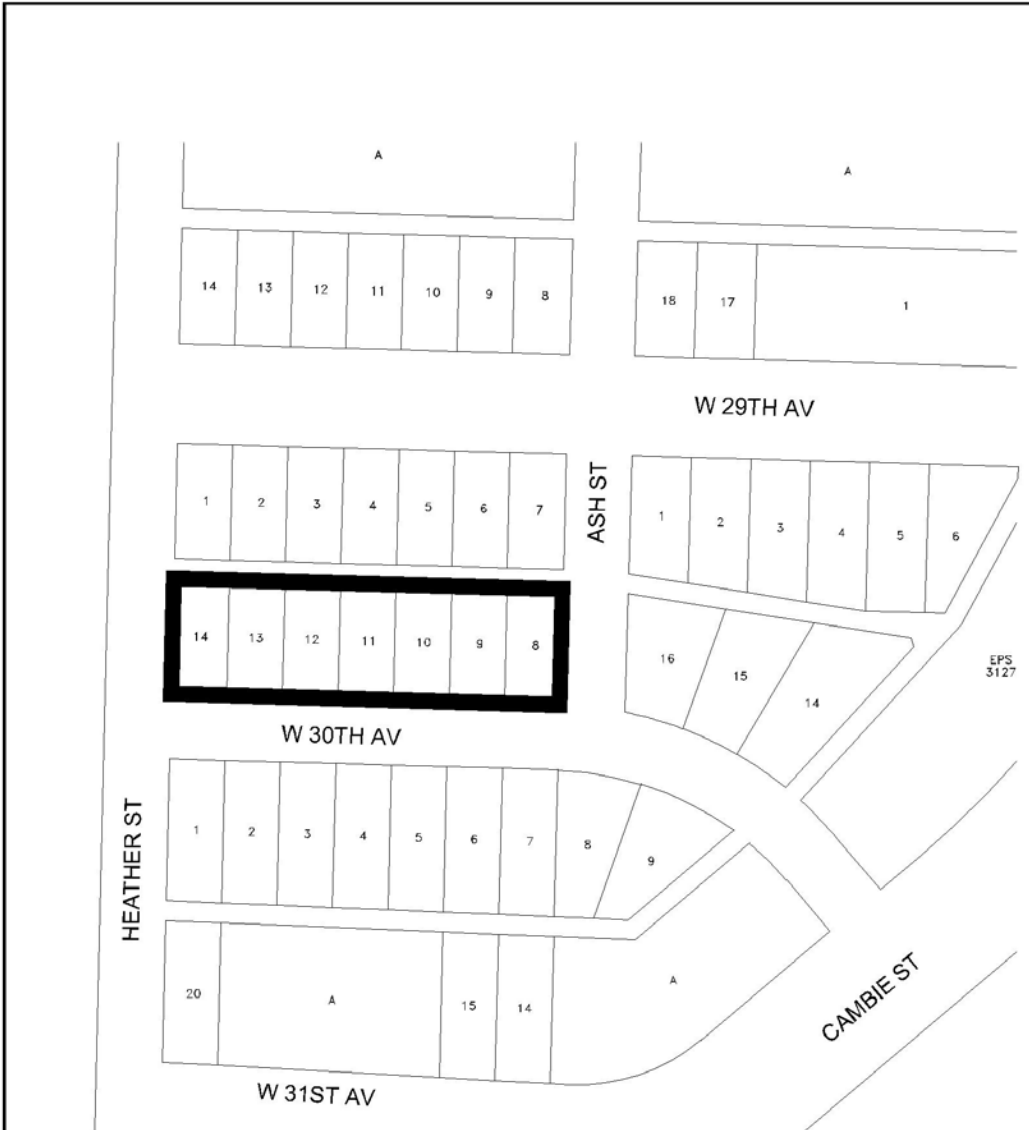 A
A
14 13 12 11 10 9 8
18 17 1
W 29TH AV
1 2 3 4 5 6 7
ASH ST
1 2 3 4 5 6
14 13 12 11 10 9 8
16 15 14
EPS
3127
W 30TH AV
HEATHER ST
1 2 3 4 5 6 7 8 9
20 A 15 14 A
CAMBIE ST
W 31ST AV